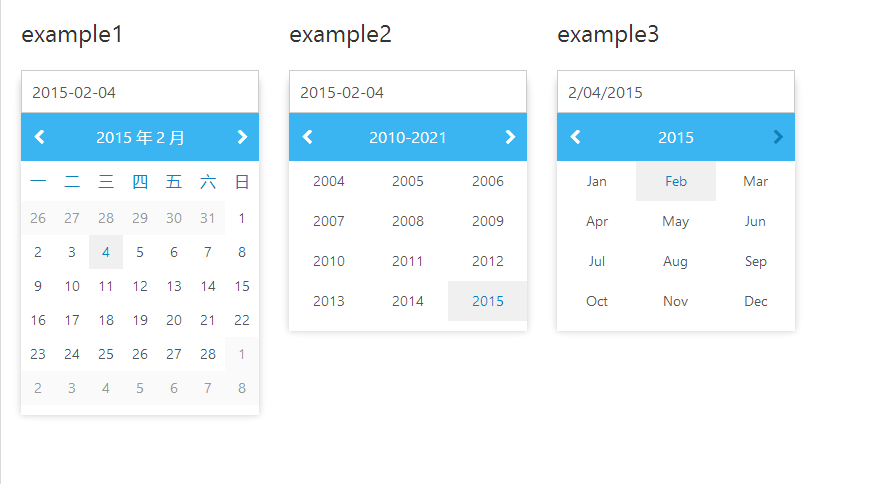 example1
2015-02-04
2015 年 2 月
一 二 三 四 五 六 日
26 27 28 29 30 31 1
2 3 4 5 6 7 8
9 10 11 12 13 14 15
16 17 18 19 20 21 22
23 24 25 26 27 28 1
2 3 4 5 6 7 8
example2
2015-02-04
2010-2021
2004 2005 2006
2007 2008 2009
2010 2011 2012
2013 2014 2015
example3
2/04/2015
2015
Jan Feb Mar
Apr May Jun
Jul Aug Sep
Oct Nov Dec